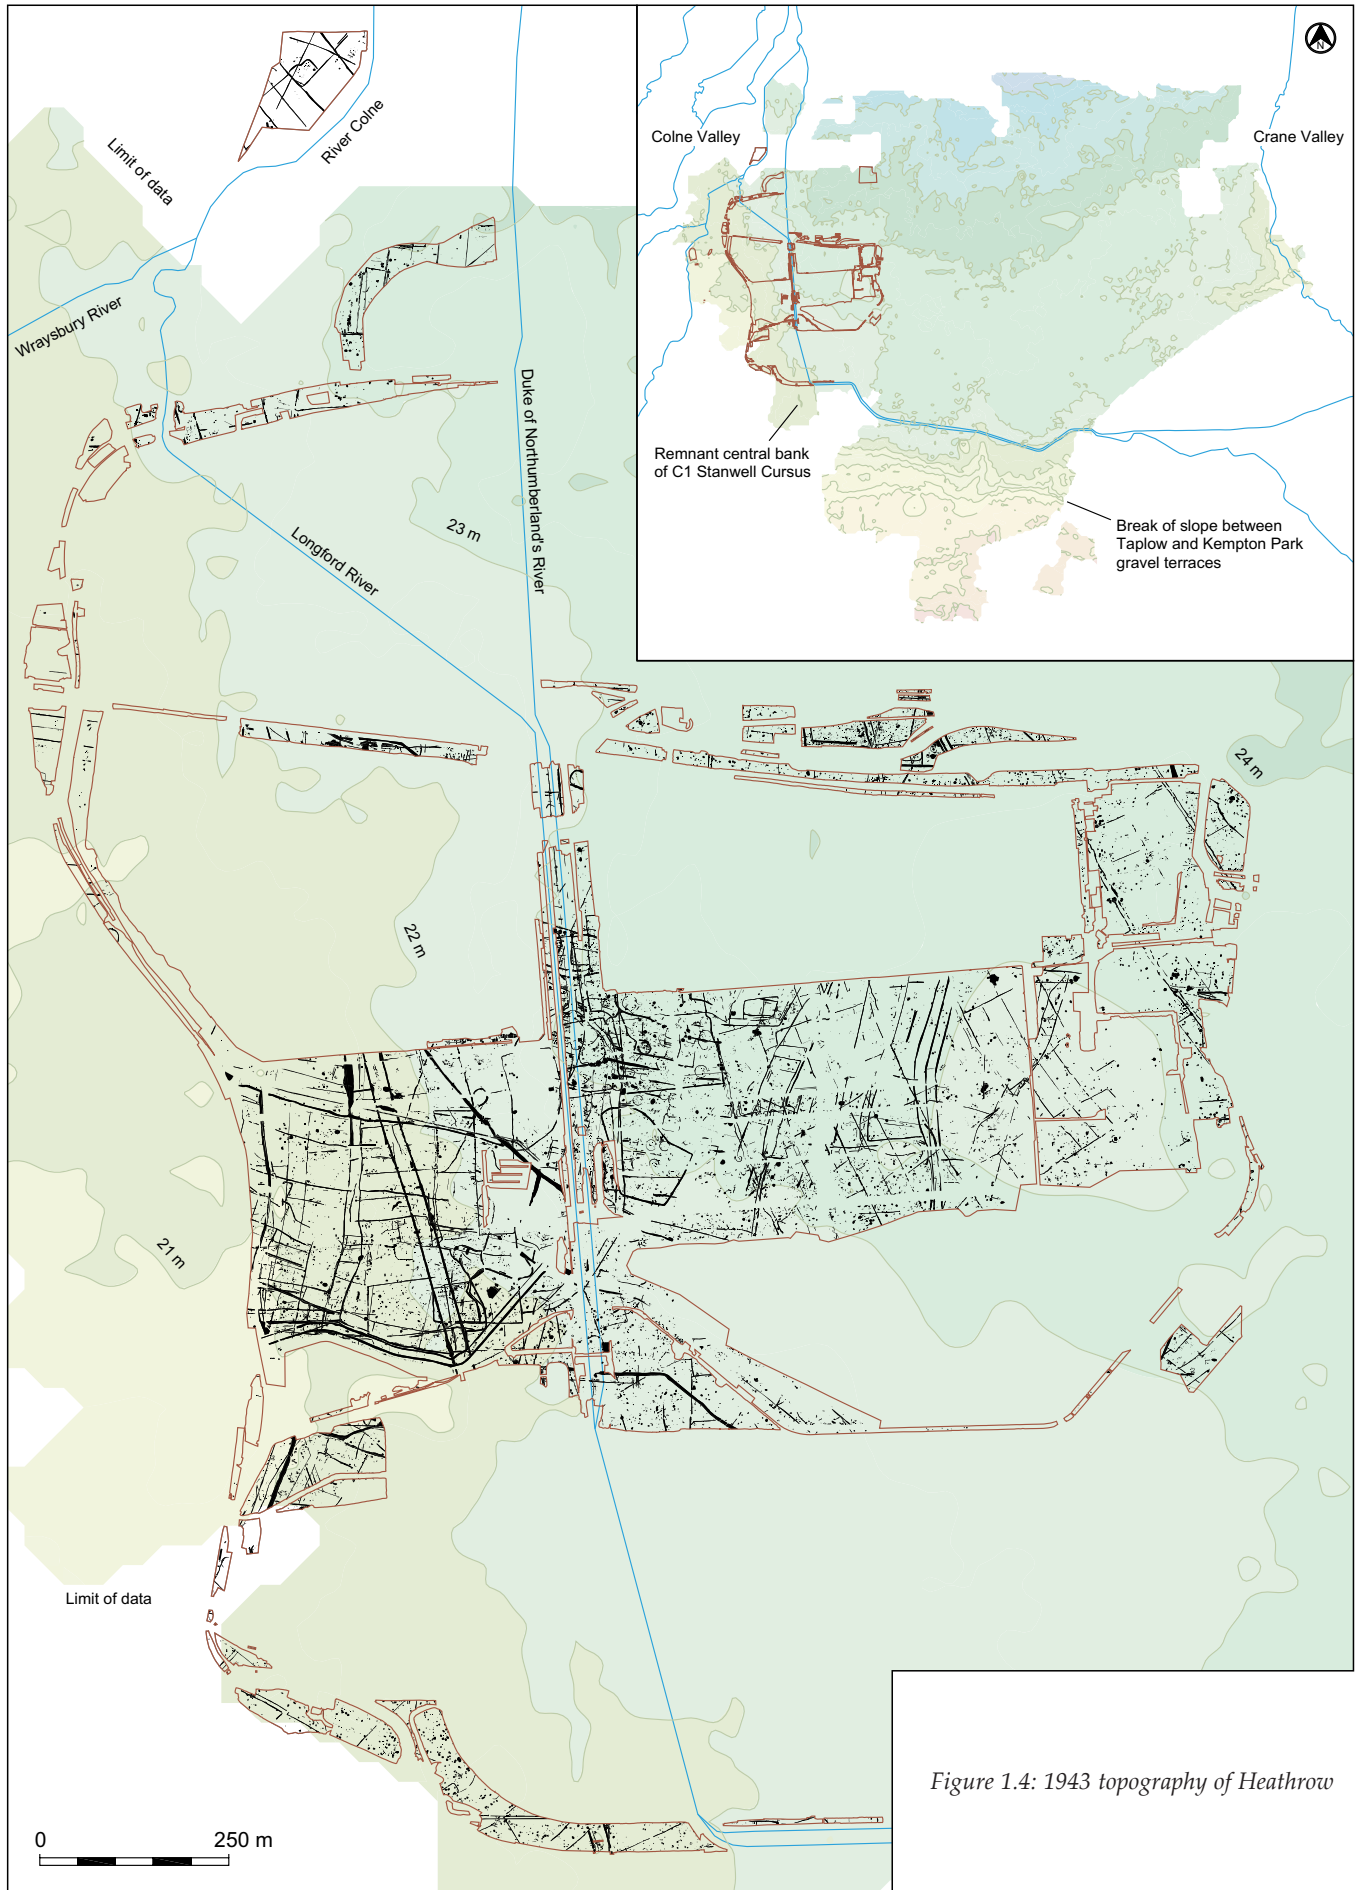 N
Colne Valley
Crane Valley
Remnant central bank
of C1 Stanwell Cursus
Break of slope between
Taplow and Kempton Park
gravel terraces
Limit of data
River Colne
Wraysbury River
Duke of Northumberland's River
23 m
Longford River
24 m
22 m
21 m
Limit of data
0
250 m
Figure 1.4: 1943 topography of Heathrow